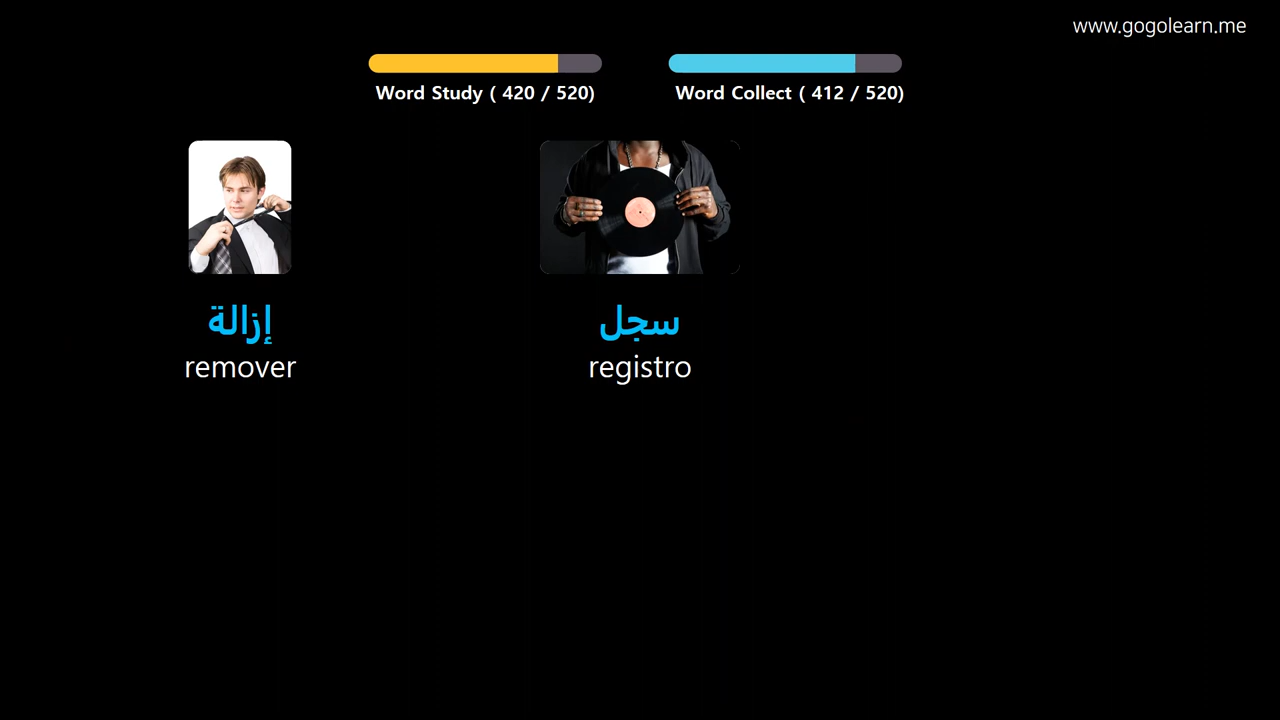 www.gogolearn.me
Word Study ( 420 / 520)
Word Collect ( 412 / 520)
إزالة
remover
سجل
registro